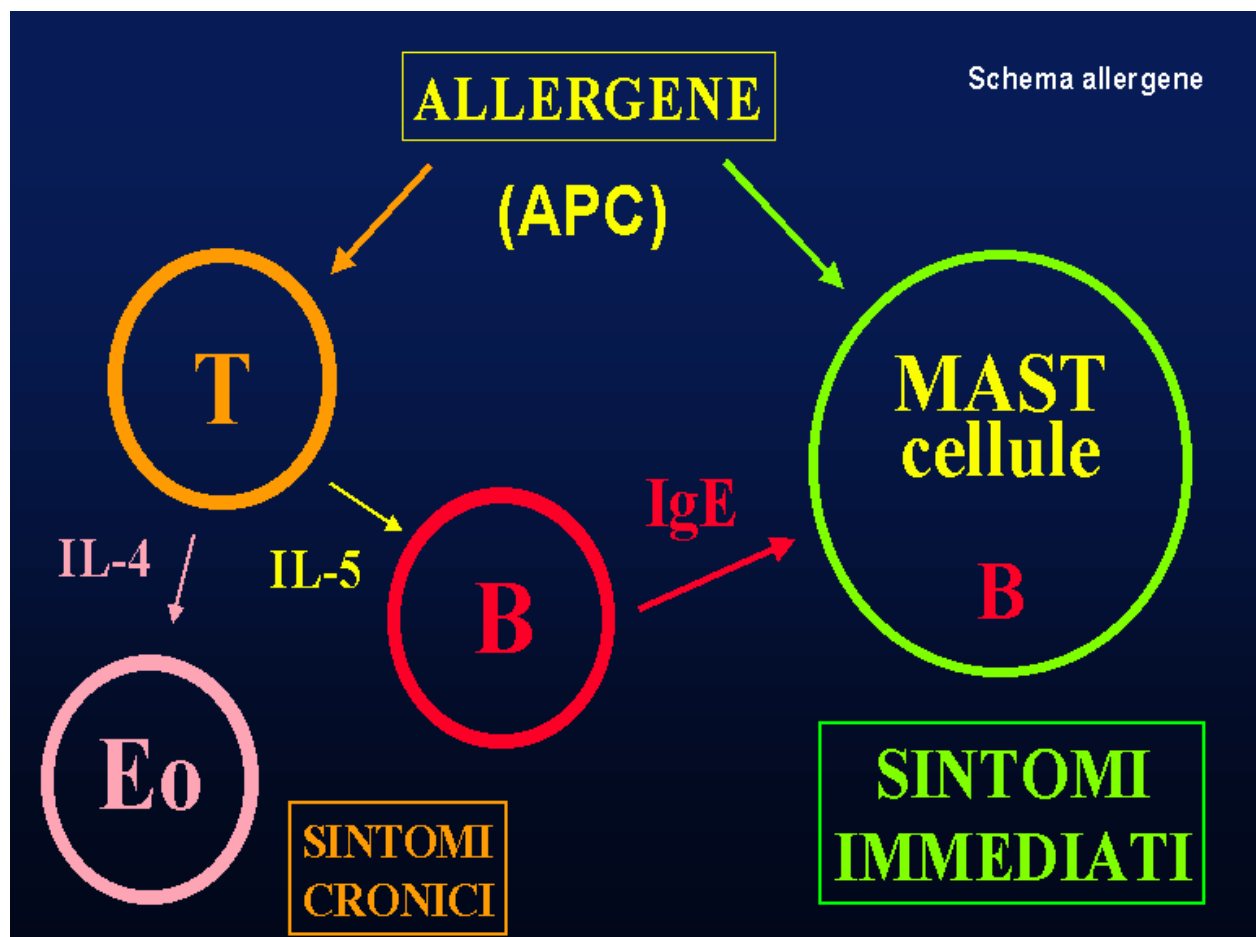 ALLERGENE
Schema allergene
(APC)
T
MAST
cellule
IL-4
IL-5
IgE
B
B
Eo
SINTOMI
CRONICI
SINTOMI
IMMEDIATI